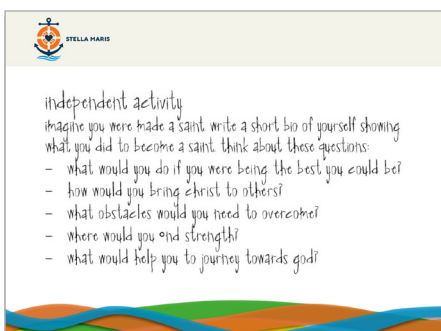 STELLA MARIS
independent activity
imagine you were made a saint. write a short bio of yourself showing
what you did to become a saint. think about these questions:
- what would you do if you were being the best you could be?
- how would you bring christ to others?
- what obstacles would you need to overcome?
- where would you ond strength?
- what would help you to journey towards god?